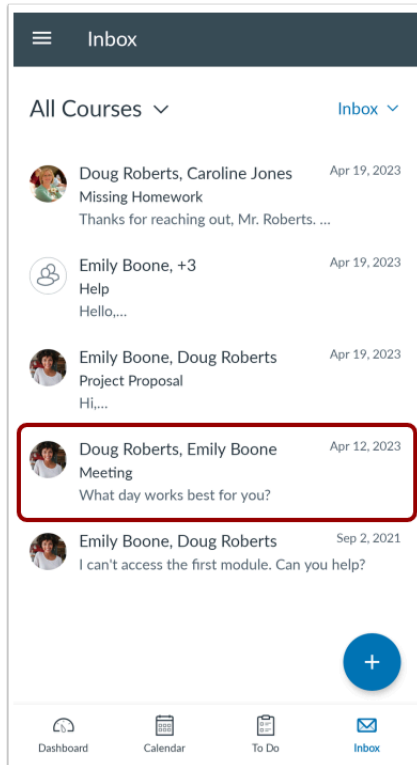 Inbox
All Courses
Inbox
Doug Roberts, Caroline Jones Apr 19, 2023
Missing Homework
Thanks for reaching out, Mr. Roberts. ...
Emily Boone, +3 Apr 19, 2023
Help
Hello,...
Emily Boone, Doug Roberts Apr 19, 2023
Project Proposal
Hi,...
Doug Roberts, Emily Boone Apr 12, 2023
Meeting
What day works best for you?
Emily Boone, Doug Roberts Sep 2, 2021
I can't access the first module. Can you help?
+
Dashboard Calendar To Do Inbox